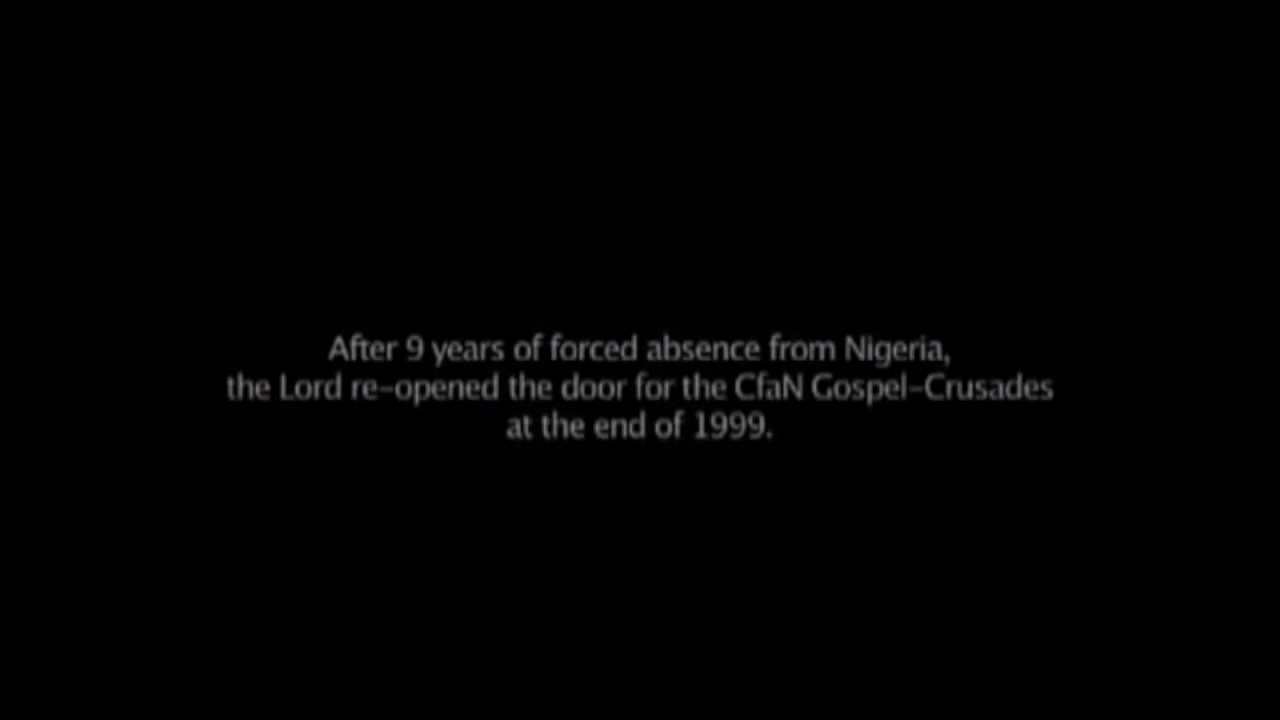 After 9 years of forced absence from Nigeria,
the Lord re-opened the door for the CfaN Gospel-Crusades
at the end of 1999.